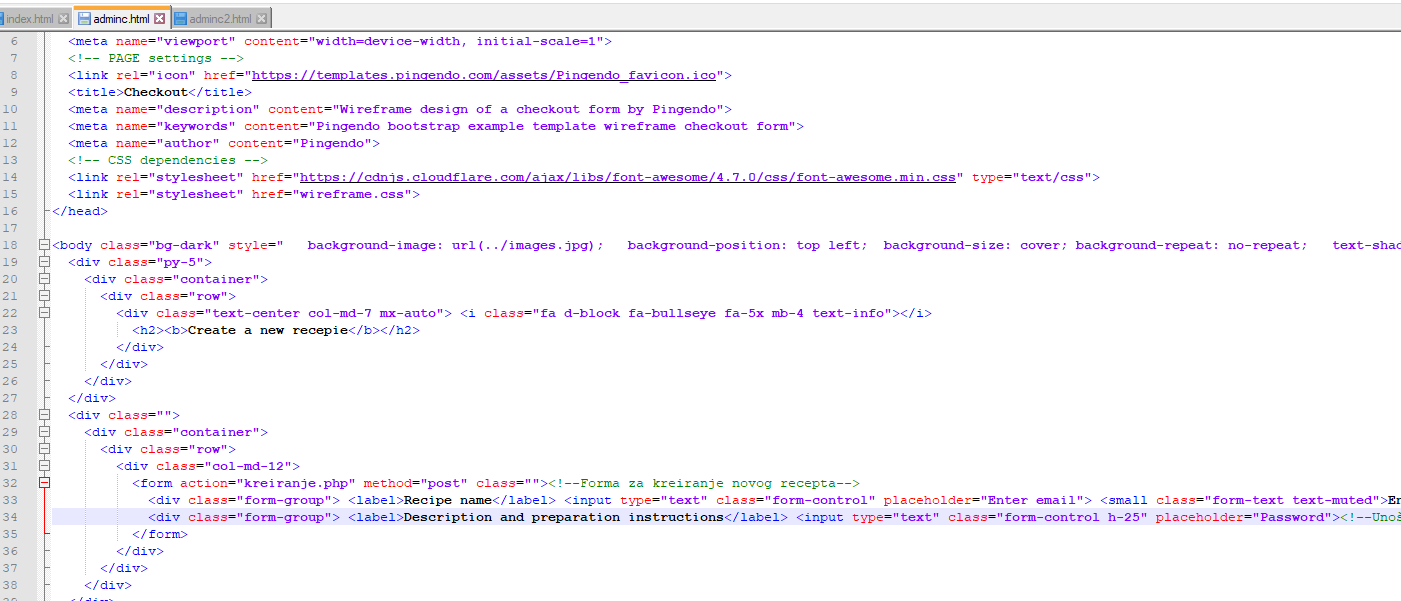 index.html adminc.html adminc2.html
6 <meta name="viewport" content="width=device-width, initial-scale=1">
7 <!-- PAGE settings -->
8 <link rel="icon" href="https://templates.pingendo.com/assets/Pingendo_favicon.ico">
9 <title>Checkout</title>
10 <meta name="description" content="Wireframe design of a checkout form by Pingendo">
11 <meta name="keywords" content="Pingendo bootstrap example template wireframe checkout form">
12 <meta name="author" content="Pingendo">
13 <!-- CSS dependencies -->
14 <link rel="stylesheet" href="https://cdnjs.cloudflare.com/ajax/libs/font-awesome/4.7.0/css/font-awesome.min.css" type="text/css">
15 <link rel="stylesheet" href="wireframe.css">
16 </head>
17
18 <body class="bg-dark" style="   background-image: url(../images.jpg);   background-position: top left;  background-size: cover; background-repeat: no-repeat;   text-shad
19 <div class="py-5">
20 <div class="container">
21 <div class="row">
22 <div class="text-center col-md-7 mx-auto"> <i class="fa d-block fa-bullseye fa-5x mb-4 text-info"></i>
23 <h2><b>Create a new recepie</b></h2>
24 </div>
25 </div>
26 </div>
27 </div>
28 <div class="">
29 <div class="container">
30 <div class="row">
31 <div class="col-md-12">
32 <form action="kreiranje.php" method="post" class=""><!--Forma za kreiranje novog recepta-->
33 <div class="form-group"> <label>Recipe name</label> <input type="text" class="form-control" placeholder="Enter email"> <small class="form-text text-muted">En
34 <div class="form-group"> <label>Description and preparation instructions</label> <input type="text" class="form-control h-25" placeholder="Password"><!--Unoš
35 </form>
36 </div>
37 </div>
38 </div>